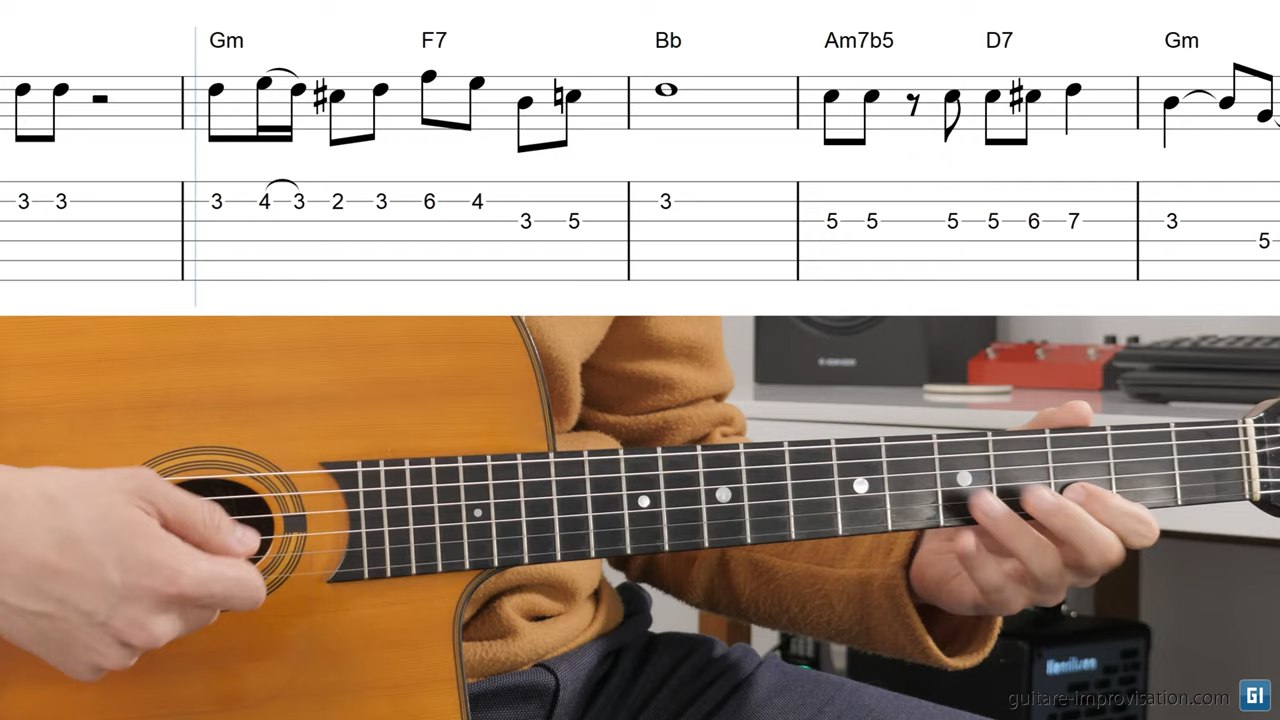 Gm F7 Bb Am7b5 D7 Gm
3 3 3 4 3 2 3 6 4 3
3 5 5 5 5 5 6 7 3
5
Henriksen
guitare-improvisation.com GI